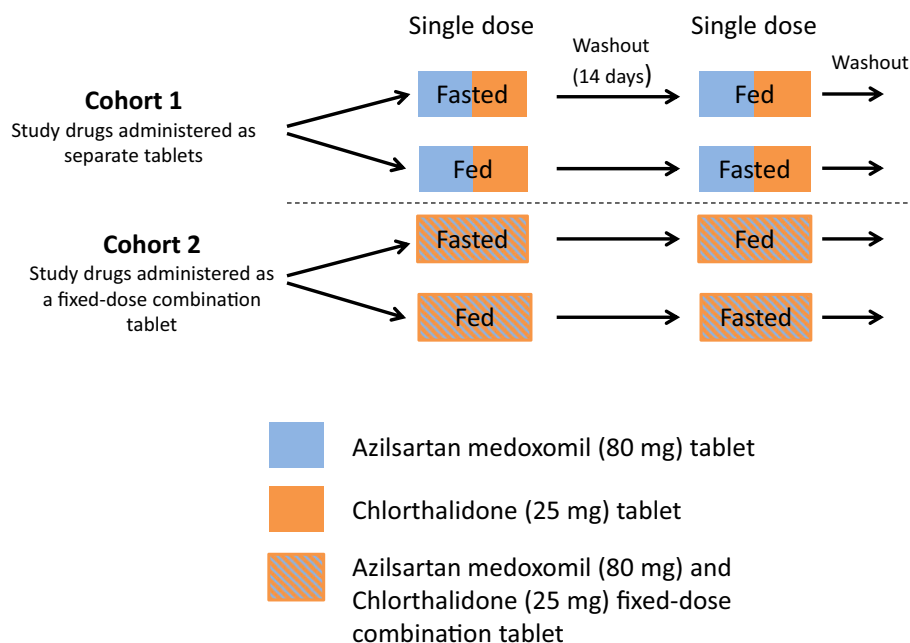 Single dose
Washout
(14 days)
Single dose
Washout
Cohort 1
Study drugs administered as
separate tablets
Fasted
Fed
Fed
Fasted
Cohort 2
Study drugs administered as
a fixed-dose combination
tablet
Fasted
Fed
Fed
Fasted
Azilsartan medoxomil (80 mg) tablet
Chlorthalidone (25 mg) tablet
Azilsartan medoxomil (80 mg) and
Chlorthalidone (25 mg) fixed-dose
combination tablet